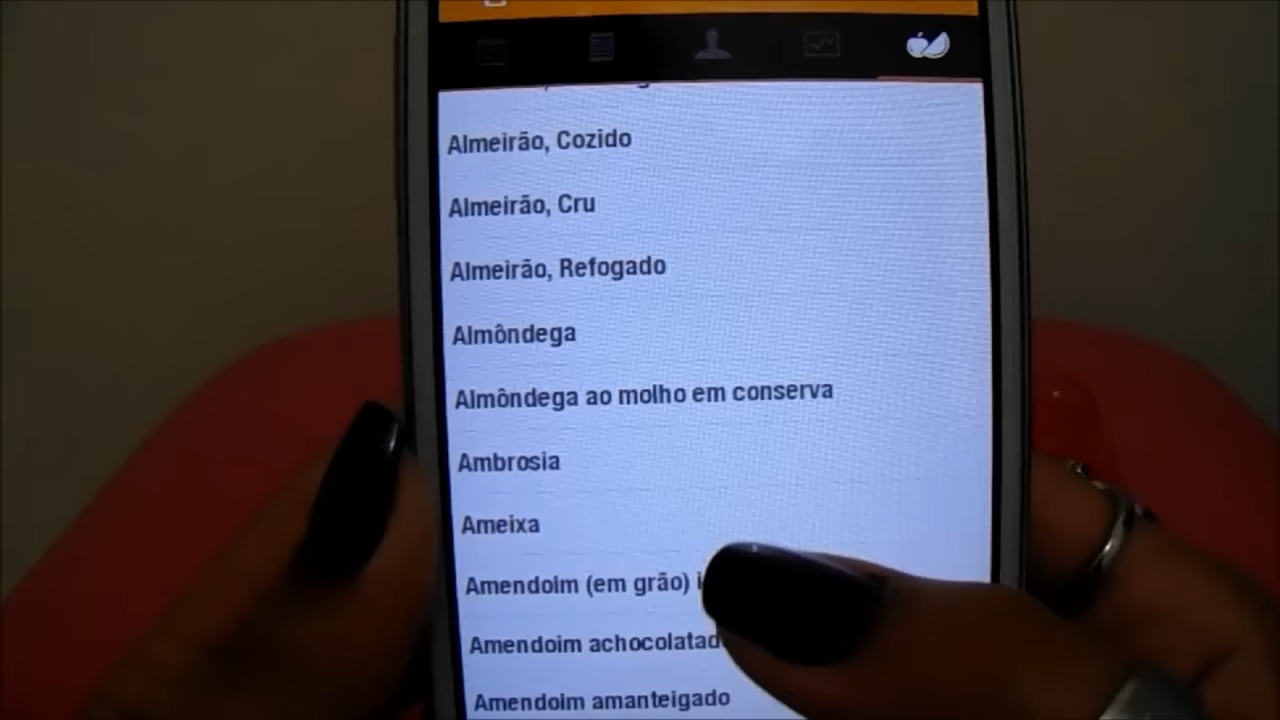 Almeirão, Cozido
Almeirão, Cru
Almeirão, Refogado
Almôndega
Almôndega ao molho em conserva
Ambrosia
Ameixa
Amendoim (em grão)
Amendoim achocolatado
Amendoim amanteigado